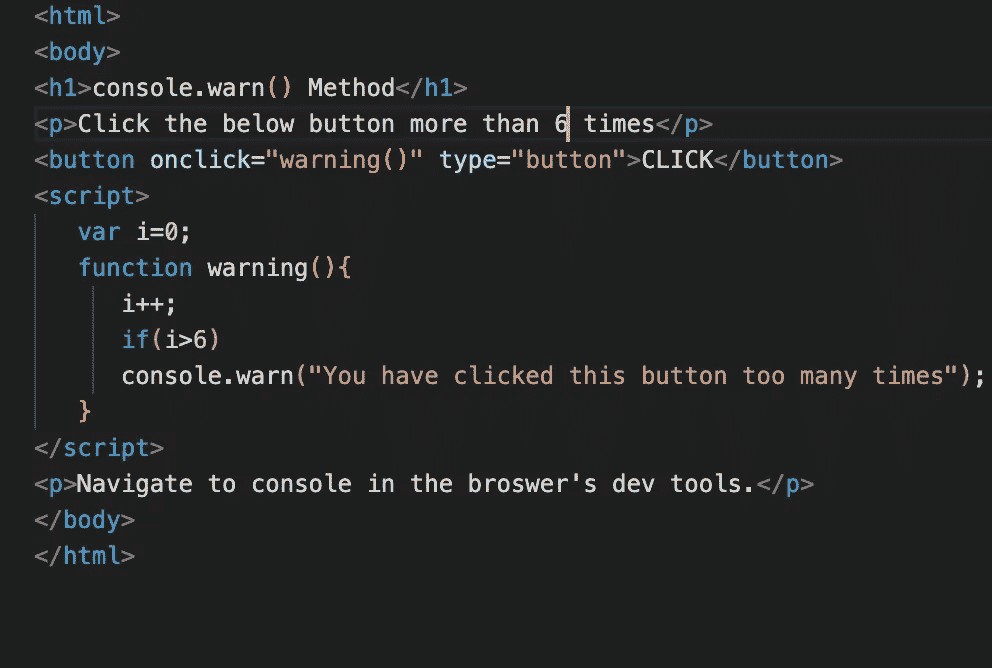 <html>
<body>
<h1>console.warn() Method</h1>
<p>Click the below button more than 6 times</p>
<button onclick="warning()" type="button">CLICK</button>
<script>
var i=0;
function warning(){
i++;
if(i>6)
console.warn("You have clicked this button too many times");
}
</script>
<p>Navigate to console in the broswer's dev tools.</p>
</body>
</html>